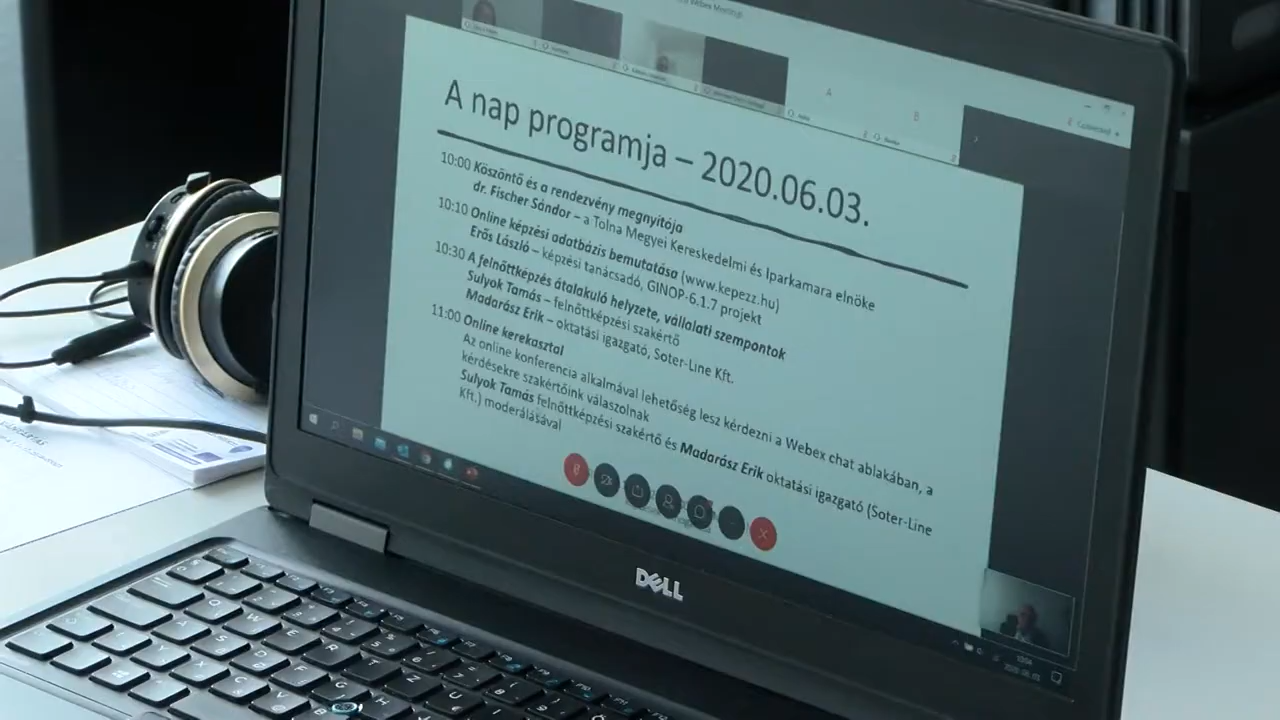 Webex Meetings
A nap programja – 2020.06.03.
10:00 Köszöntő és a rendezvény megnyitója
dr. Fischer Sándor – a Tolna Megyei Kereskedelmi és Iparkamara elnöke
10:10 Online képzési adatbázis bemutatása (www.kepezz.hu)
Erős László – képzési tanácsadó, GINOP-6.1.7 projekt
10:30 A felnőttképzés átalakuló helyzete, vállalati szempontok
Sulyok Tamás – felnőttképzési szakértő
Madarász Erik – oktatási igazgató, Soter-Line Kft.
11:00 Online kerekasztal
Az online konferencia alkalmával lehetőség lesz kérdezni a Webex chat ablakában, a
kérdésekre szakértőink válaszolnak
Sulyok Tamás felnőttképzési szakértő és Madarász Erik oktatási igazgató (Soter-Line
Kft.) moderálásával
DELL